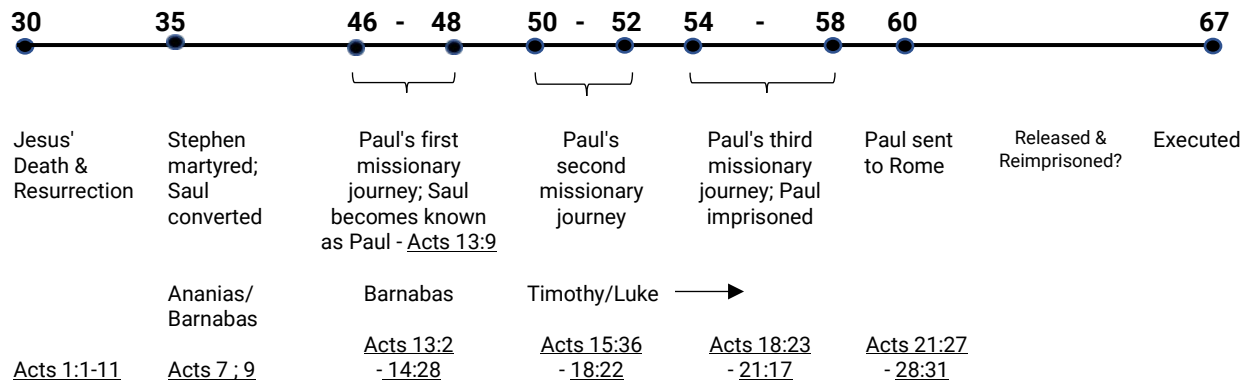 30 35 46 - 48 50 - 52 54 - 58 60 67
Jesus'
Death &
Resurrection
Stephen
martyred;
Saul
converted
Paul's first
missionary
journey; Saul
becomes known
as Paul - Acts 13:9
Paul's
second
missionary
journey
Paul's third
missionary
journey; Paul
imprisoned
Paul sent
to Rome
Released &
Reimprisoned?
Executed
Ananias/
Barnabas
Barnabas
Timothy/Luke
Acts 1:1-11
Acts 7 ; 9
Acts 13:2
- 14:28
Acts 15:36
- 18:22
Acts 18:23
- 21:17
Acts 21:27
- 28:31